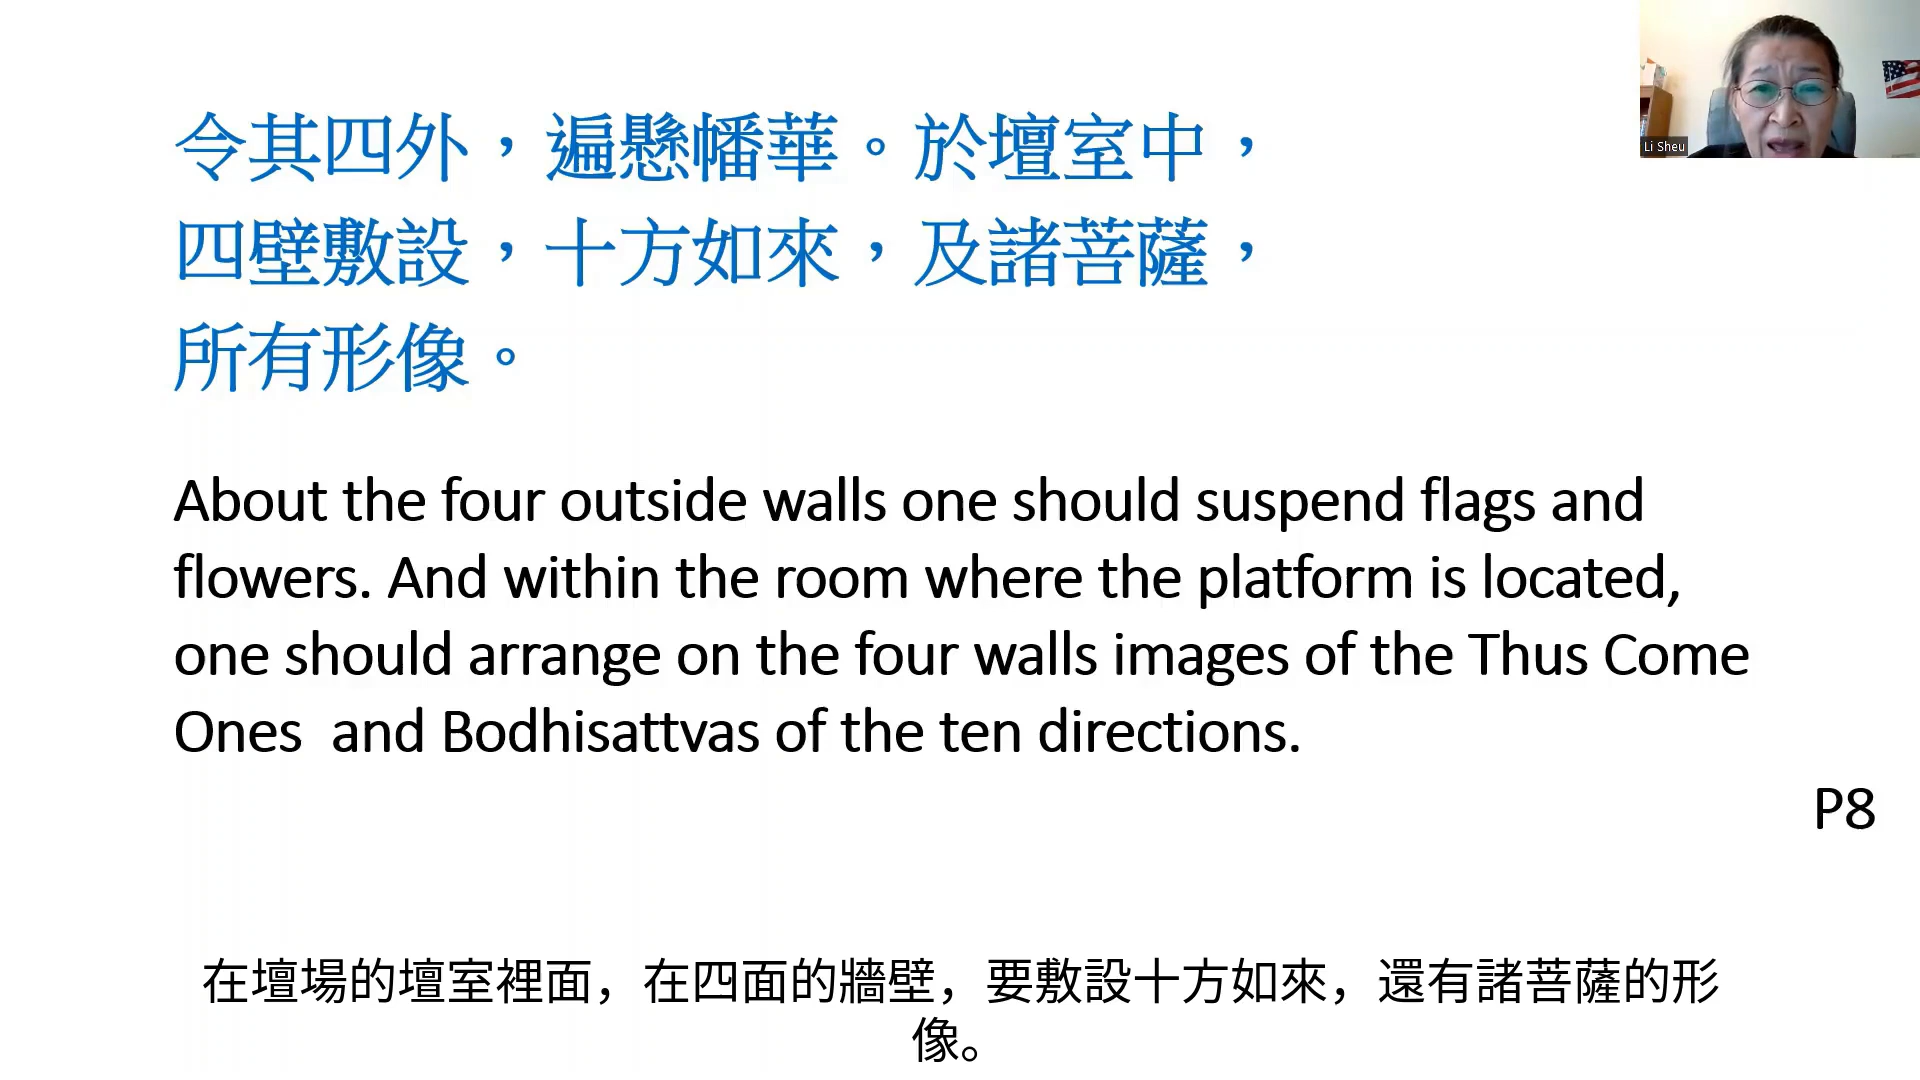 令其四外，遍懸幡華。於壇室中，
四壁敷設，十方如來，及諸菩薩，
所有形像。
Li Sheu
About the four outside walls one should suspend flags and
flowers. And within the room where the platform is located,
one should arrange on the four walls images of the Thus Come
Ones  and Bodhisattvas of the ten directions.
P8
在壇場的壇室裡面，在四面的牆壁，要敷設十方如來，還有諸菩薩的形
像。